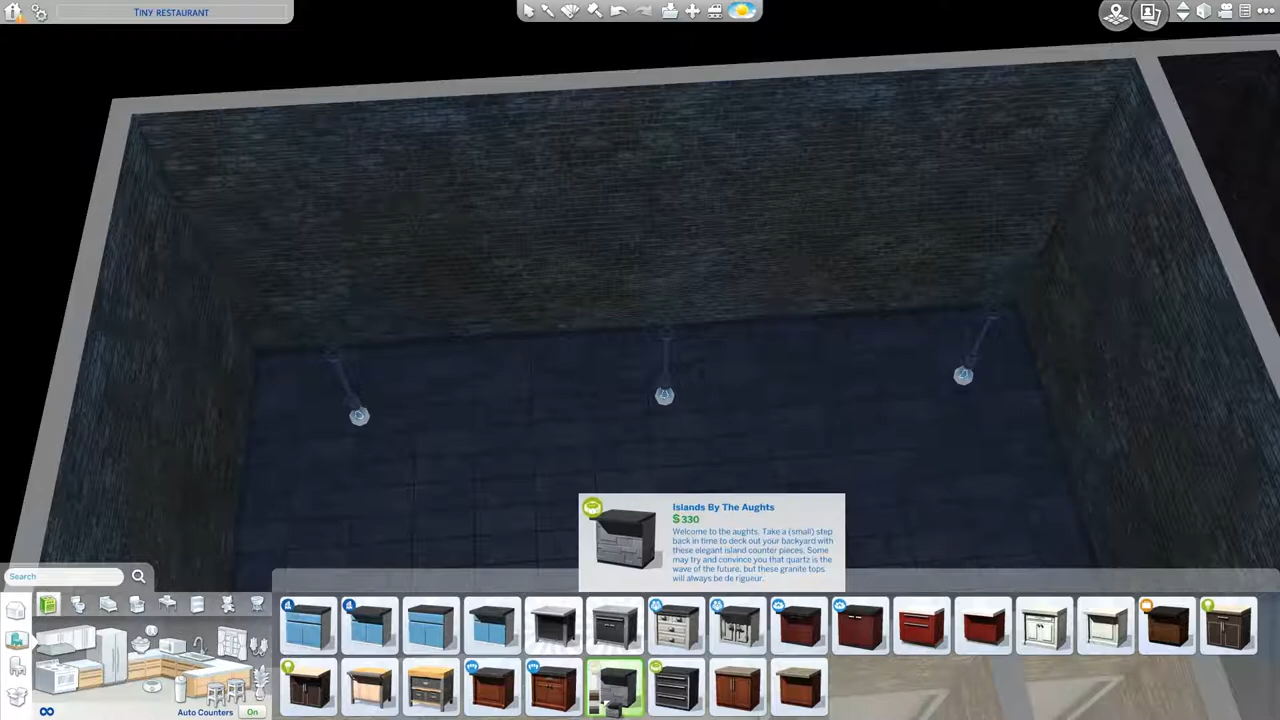 TINY RESTAURANT
Islands By The Aughts
$330
Welcome to the aughts. Take a (small) step
back in time to deck out your backyard with
these elegant island counter pieces. Some
may try and convince you that quartz is the
wave of the future, but these granite tops
will always be de rigueur.
Search
Auto Counters On